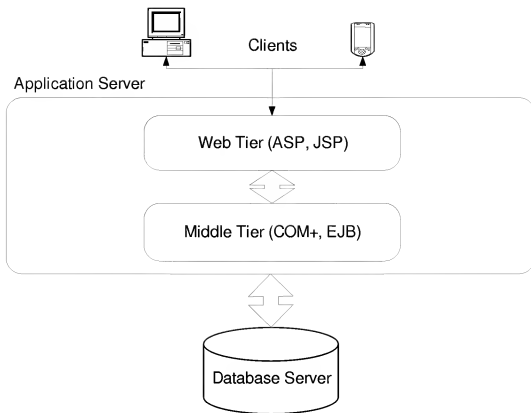 Clients
Application Server
Web Tier (ASP, JSP)
Middle Tier (COM+, EJB)
Database Server